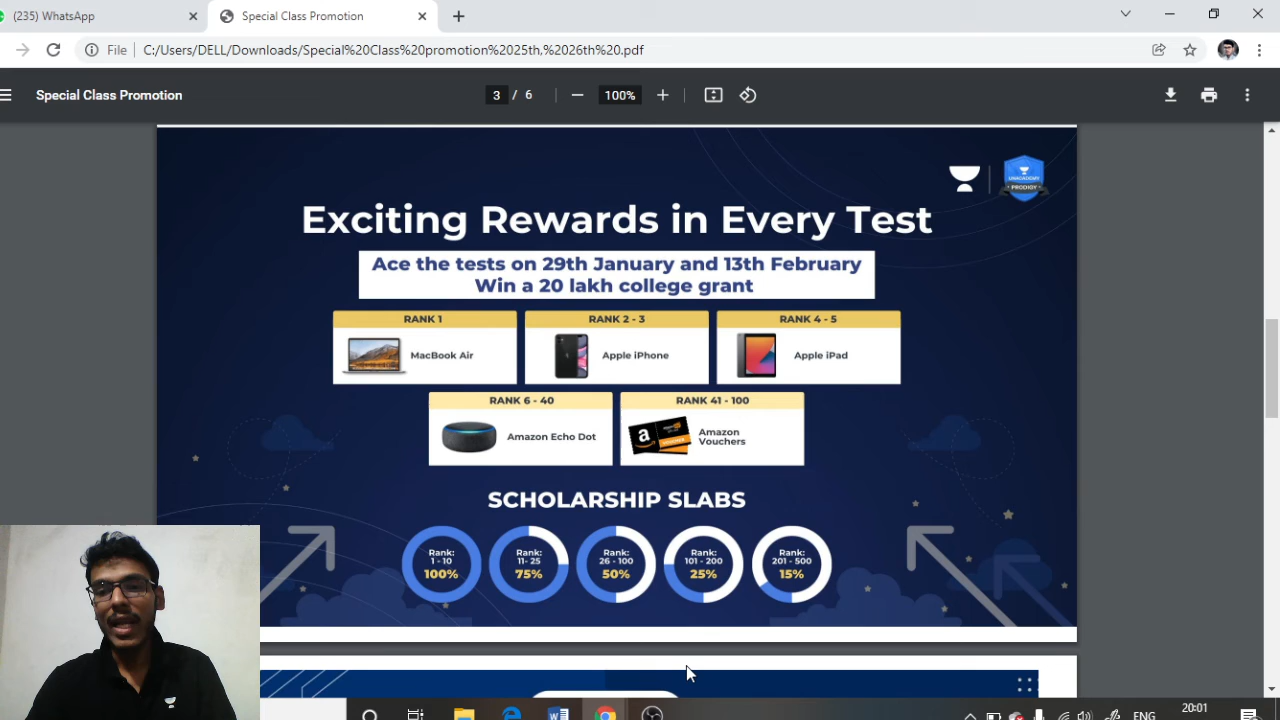 (235) WhatsApp
Special Class Promotion
File
C:/Users/DELL/Downloads/Special%20Class%20promotion%2025th,%2026th%20.pdf
Special Class Promotion
3 / 6
100%
UNACADEMY
PRODIGY
Exciting Rewards in Every Test
Ace the tests on 29th January and 13th February
Win a 20 lakh college grant
RANK 1
MacBook Air
RANK 2 - 3
Apple iPhone
RANK 4 - 5
Apple iPad
RANK 6 - 40
Amazon Echo Dot
RANK 41 - 100
Amazon
Vouchers
SCHOLARSHIP SLABS
Rank:
1 - 10
100%
Rank:
11- 25
75%
Rank:
26 - 100
50%
Rank:
101 - 200
25%
Rank:
201 - 500
15%
ENG
20:01